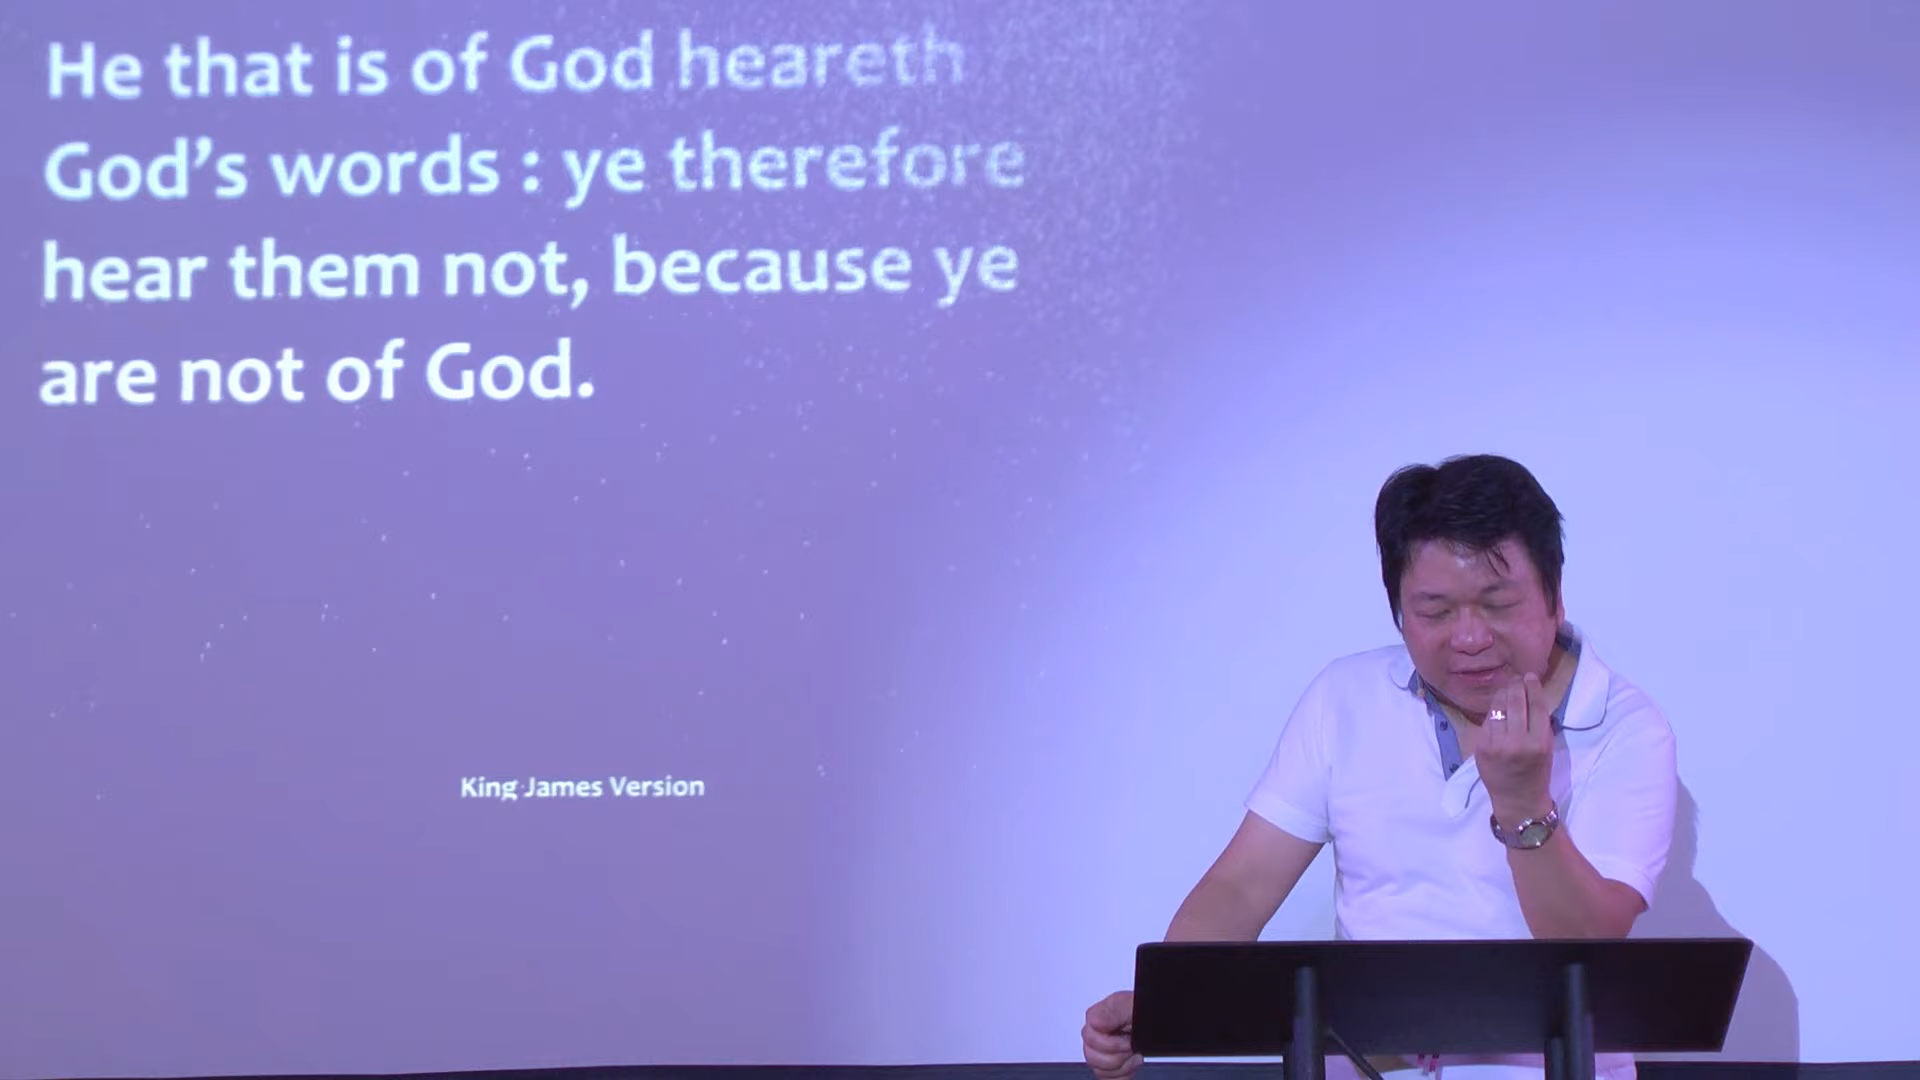 He that is of God heareth
God's words : ye therefore
hear them not, because ye
are not of God.
King James Version